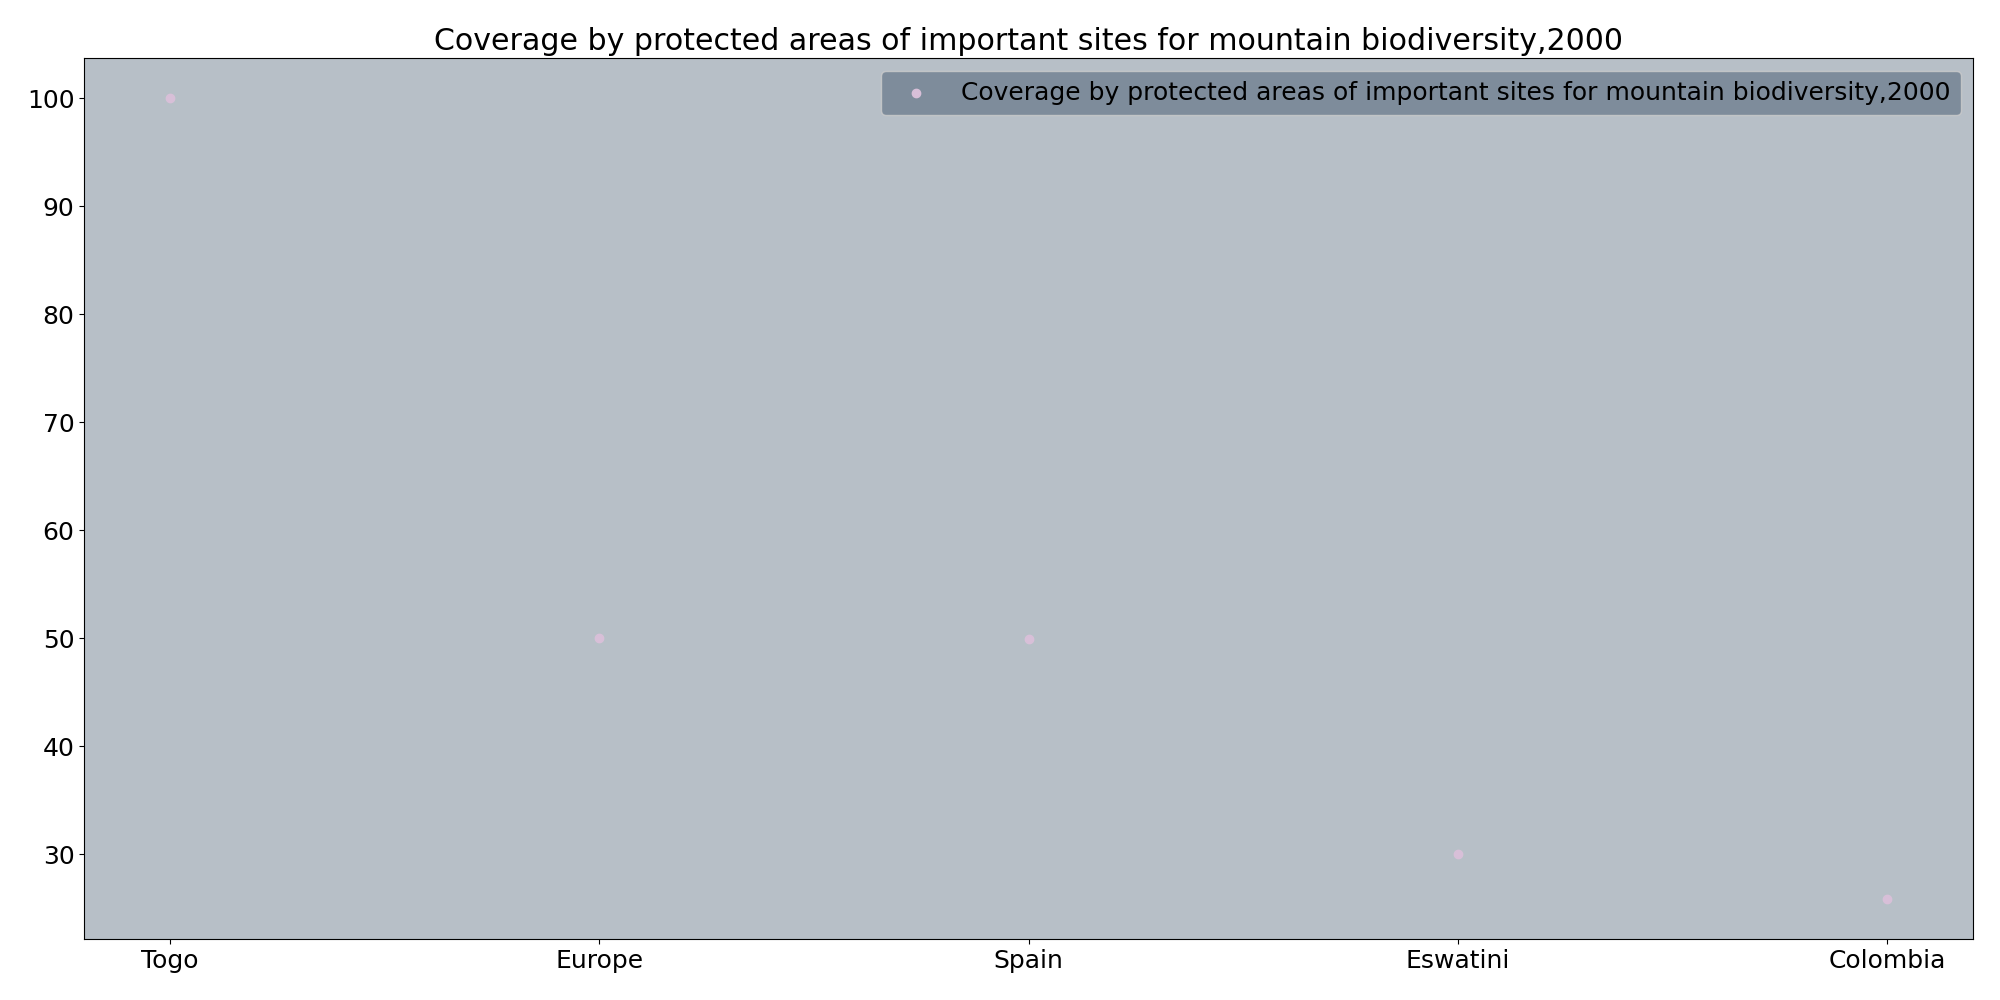 Coverage by protected areas of important sites for mountain biodiversity,2000
Coverage by protected areas of important sites for mountain biodiversity,2000
100
90
80
70
60
50
40
30
Togo Europe Spain Eswatini Colombia